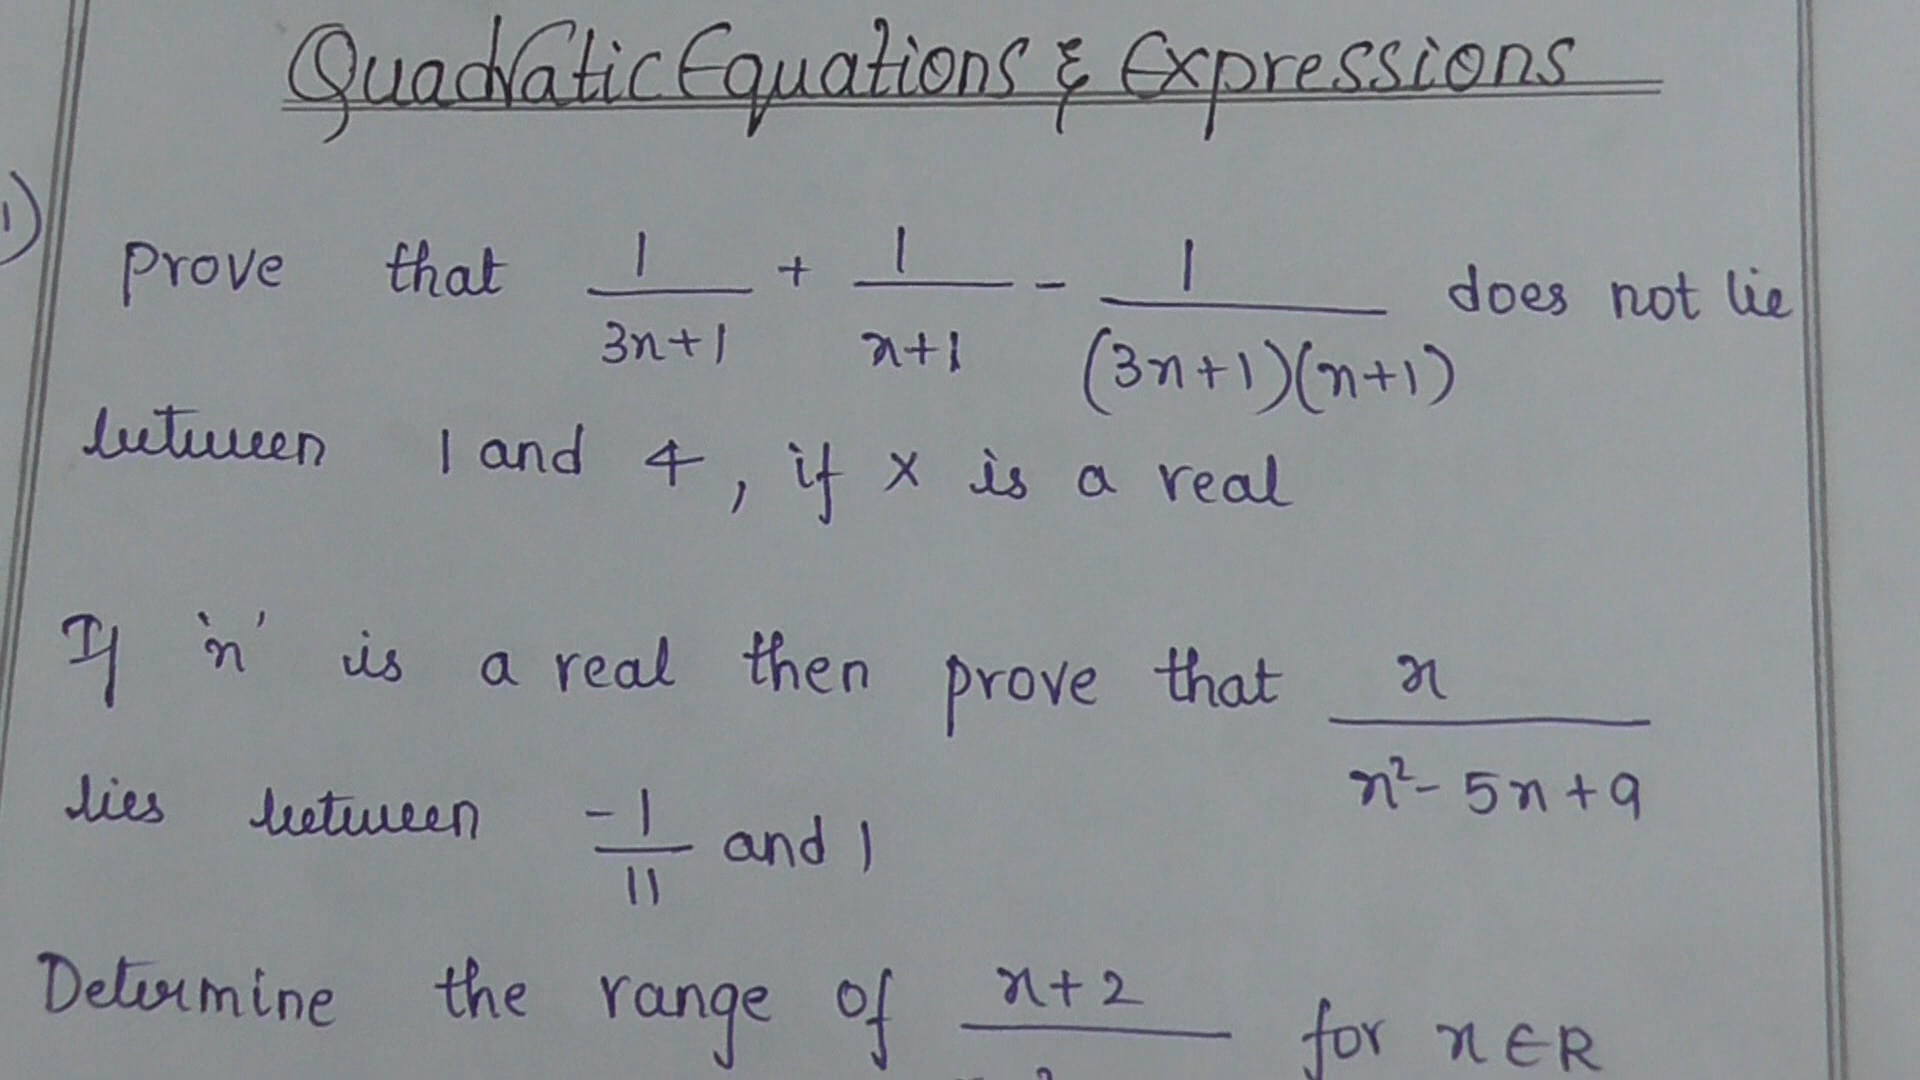 Quadratic Equations & Expressions
1) Prove that 1/(3x+1) + 1/(x+1) - 1/((3x+1)(x+1)) does not lie
between 1 and 4, if x is a real
If 'x' is a real then prove that x/(x²-5x+9)
lies between -1/11 and 1
Determine the range of x+2 for x∈R